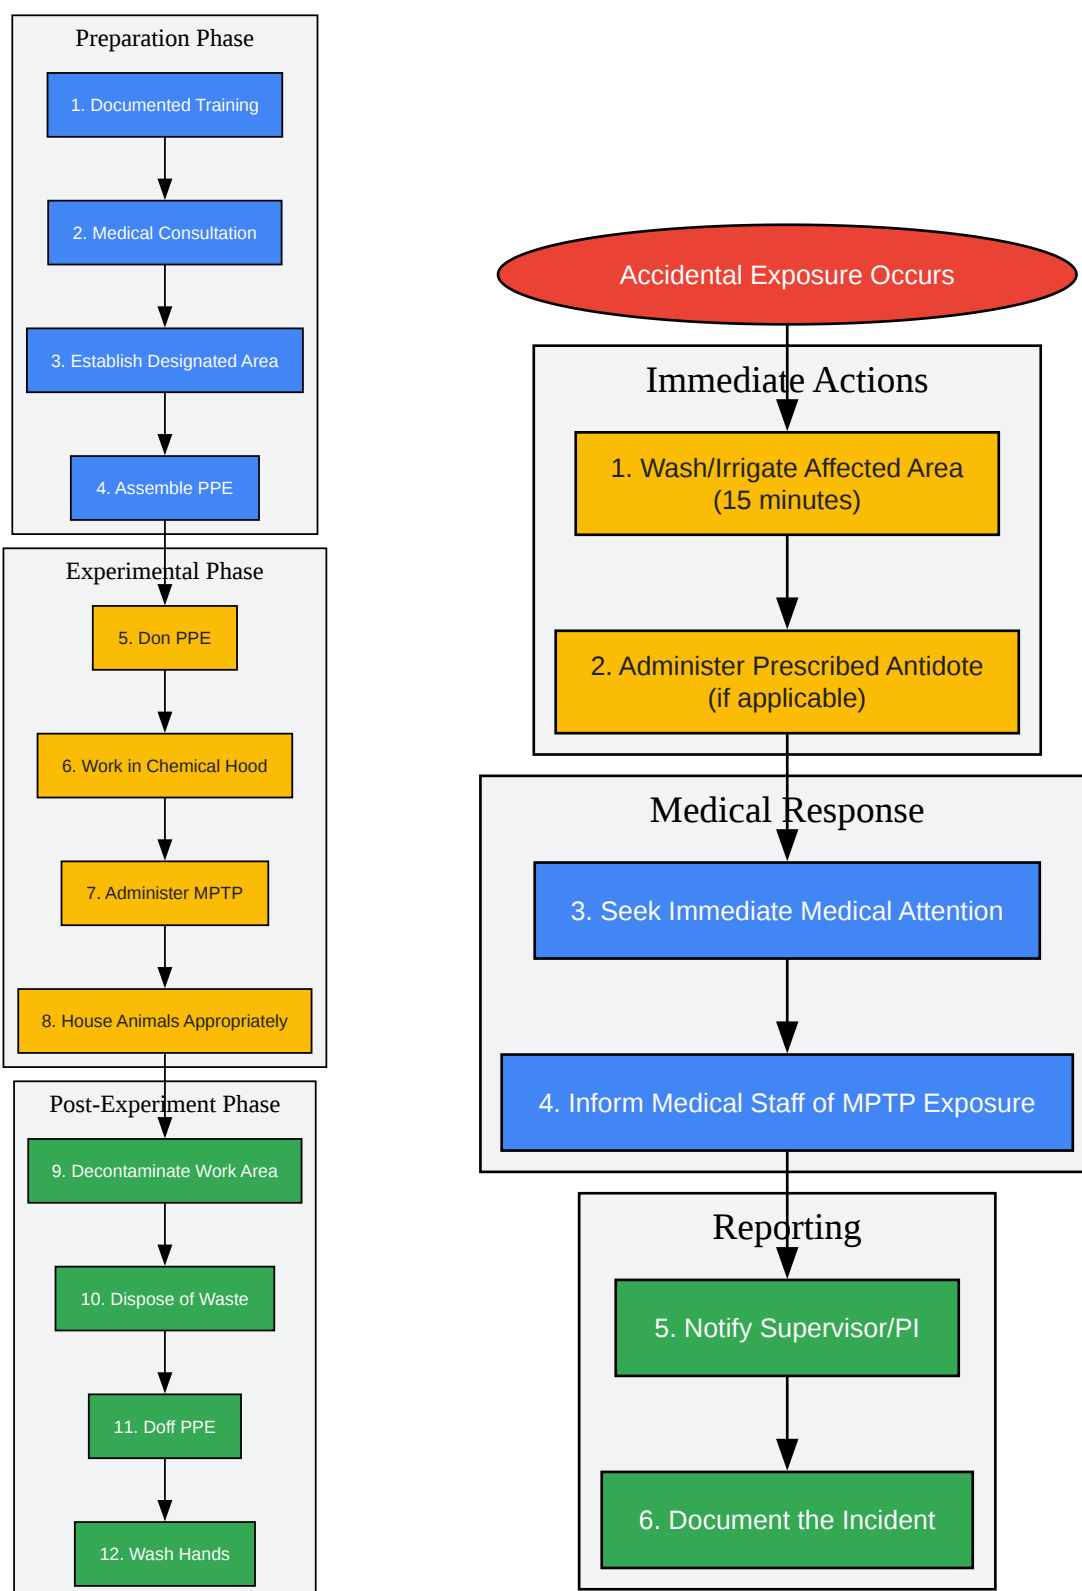 Preparation Phase
1. Documented Training
2. Medical Consultation
3. Establish Designated Area
4. Assemble PPE
Experimental Phase
5. Don PPE
6. Work in Chemical Hood
7. Administer MPTP
8. House Animals Appropriately
Post-Experiment Phase
9. Decontaminate Work Area
10. Dispose of Waste
11. Doff PPE
12. Wash Hands
Accidental Exposure Occurs
Immediate Actions
1. Wash/Irrigate Affected Area
(15 minutes)
2. Administer Prescribed Antidote
(if applicable)
Medical Response
3. Seek Immediate Medical Attention
4. Inform Medical Staff of MPTP Exposure
Reporting
5. Notify Supervisor/PI
6. Document the Incident